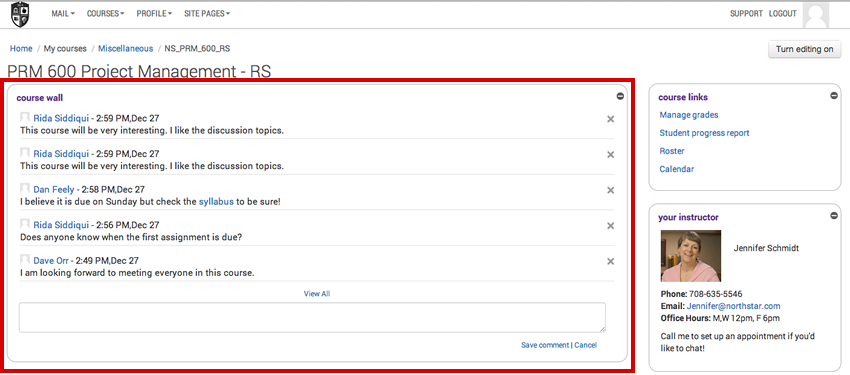 MAIL COURSES PROFILE SITE PAGES SUPPORT LOGOUT
Home / My courses / Miscellaneous / NS_PRM_600_RS
Turn editing on
PRM 600 Project Management - RS
course wall
Rida Siddiqui - 2:59 PM,Dec 27
This course will be very interesting. I like the discussion topics.
Rida Siddiqui - 2:59 PM,Dec 27
This course will be very interesting. I like the discussion topics.
Dan Feely - 2:58 PM,Dec 27
I believe it is due on Sunday but check the syllabus to be sure!
Rida Siddiqui - 2:56 PM,Dec 27
Does anyone know when the first assignment is due?
Dave Orr - 2:49 PM,Dec 27
I am looking forward to meeting everyone in this course.
View All
Save comment | Cancel
course links
Manage grades
Student progress report
Roster
Calendar
your instructor
Jennifer Schmidt
Phone: 708-635-5546
Email: Jennifer@northstar.com
Office Hours: M,W 12pm, F 6pm
Call me to set up an appointment if you'd
like to chat!